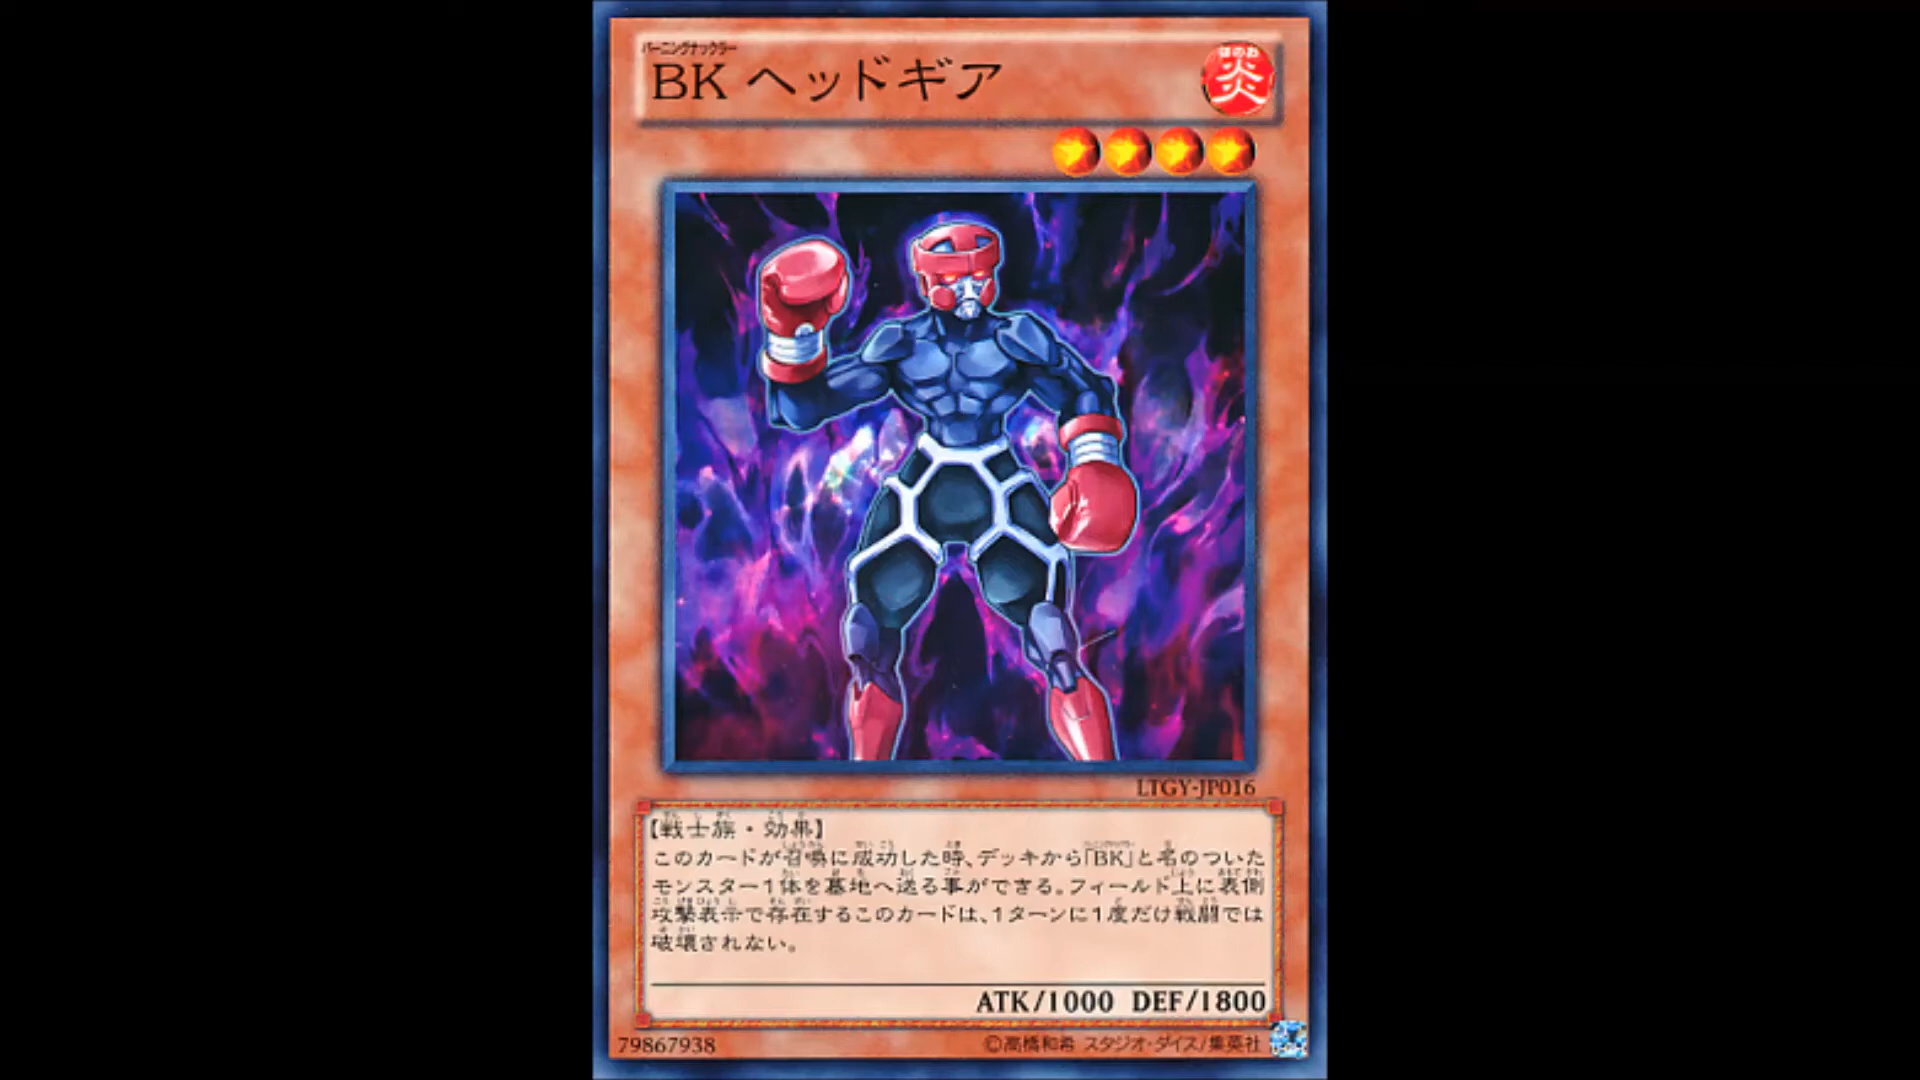 バーニングナックラー
BK ヘッドギア
ほのお
炎
LTGY-JP016
【戦士族・効果】
このカードが召喚に成功した時、デッキから「BK」と名のついた
モンスター1体を墓地へ送る事ができる。フィールド上に表側
攻撃表示で存在するこのカードは、1ターンに1度だけ戦闘では
破壊されない。
ATK/1000 DEF/1800
79867938
©高橋和希 スタジオ・ダイス/集英社